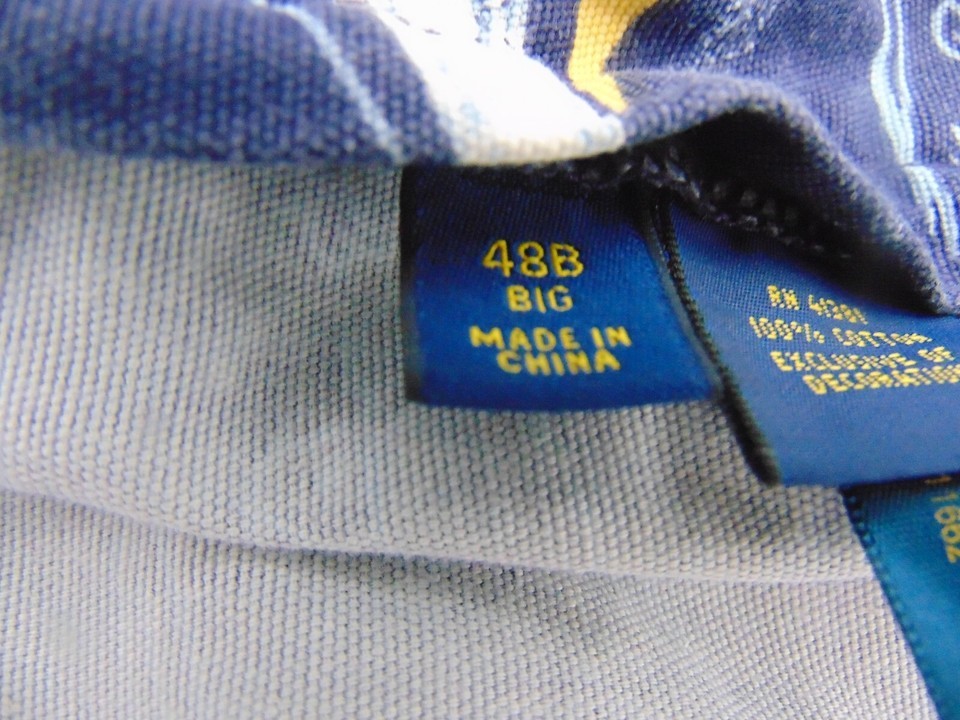 48B
BIG
MADE IN
CHINA
RN 41381
100% COTTON
EXCLUSIVE OF
DECORATION